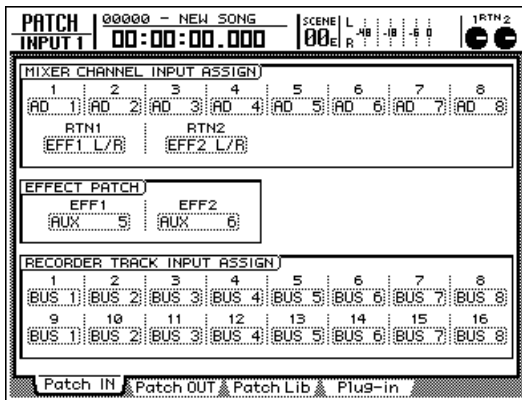 PATCH 00000 - NEW SONG SCENE L 1RTN2
INPUT 1 00:00:00.000 00E R -48 -18 -6 0
MIXER CHANNEL INPUT ASSIGN
1 2 3 4 5 6 7 8
AD 1 AD 2 AD 3 AD 4 AD 5 AD 6 AD 7 AD 8
RTN1 RTN2
EFF1 L/R EFF2 L/R
EFFECT PATCH
EFF1 EFF2
AUX 5 AUX 6
RECORDER TRACK INPUT ASSIGN
1 2 3 4 5 6 7 8
BUS 1 BUS 2 BUS 3 BUS 4 BUS 5 BUS 6 BUS 7 BUS 8
9 10 11 12 13 14 15 16
BUS 1 BUS 2 BUS 3 BUS 4 BUS 5 BUS 6 BUS 7 BUS 8
Patch IN Patch OUT Patch Lib Plug-in